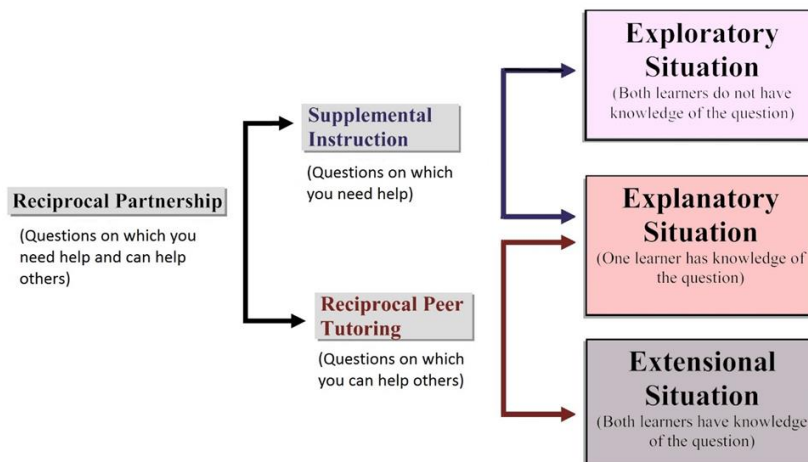 Reciprocal Partnership
(Questions on which you
need help and can help
others)
Supplemental
Instruction
(Questions on which
you need help)
Reciprocal Peer
Tutoring
(Questions on which
you can help others)
Exploratory
Situation
(Both learners do not have
knowledge of the question)
Explanatory
Situation
(One learner has knowledge of
the question)
Extensional
Situation
(Both learners have knowledge
of the question)